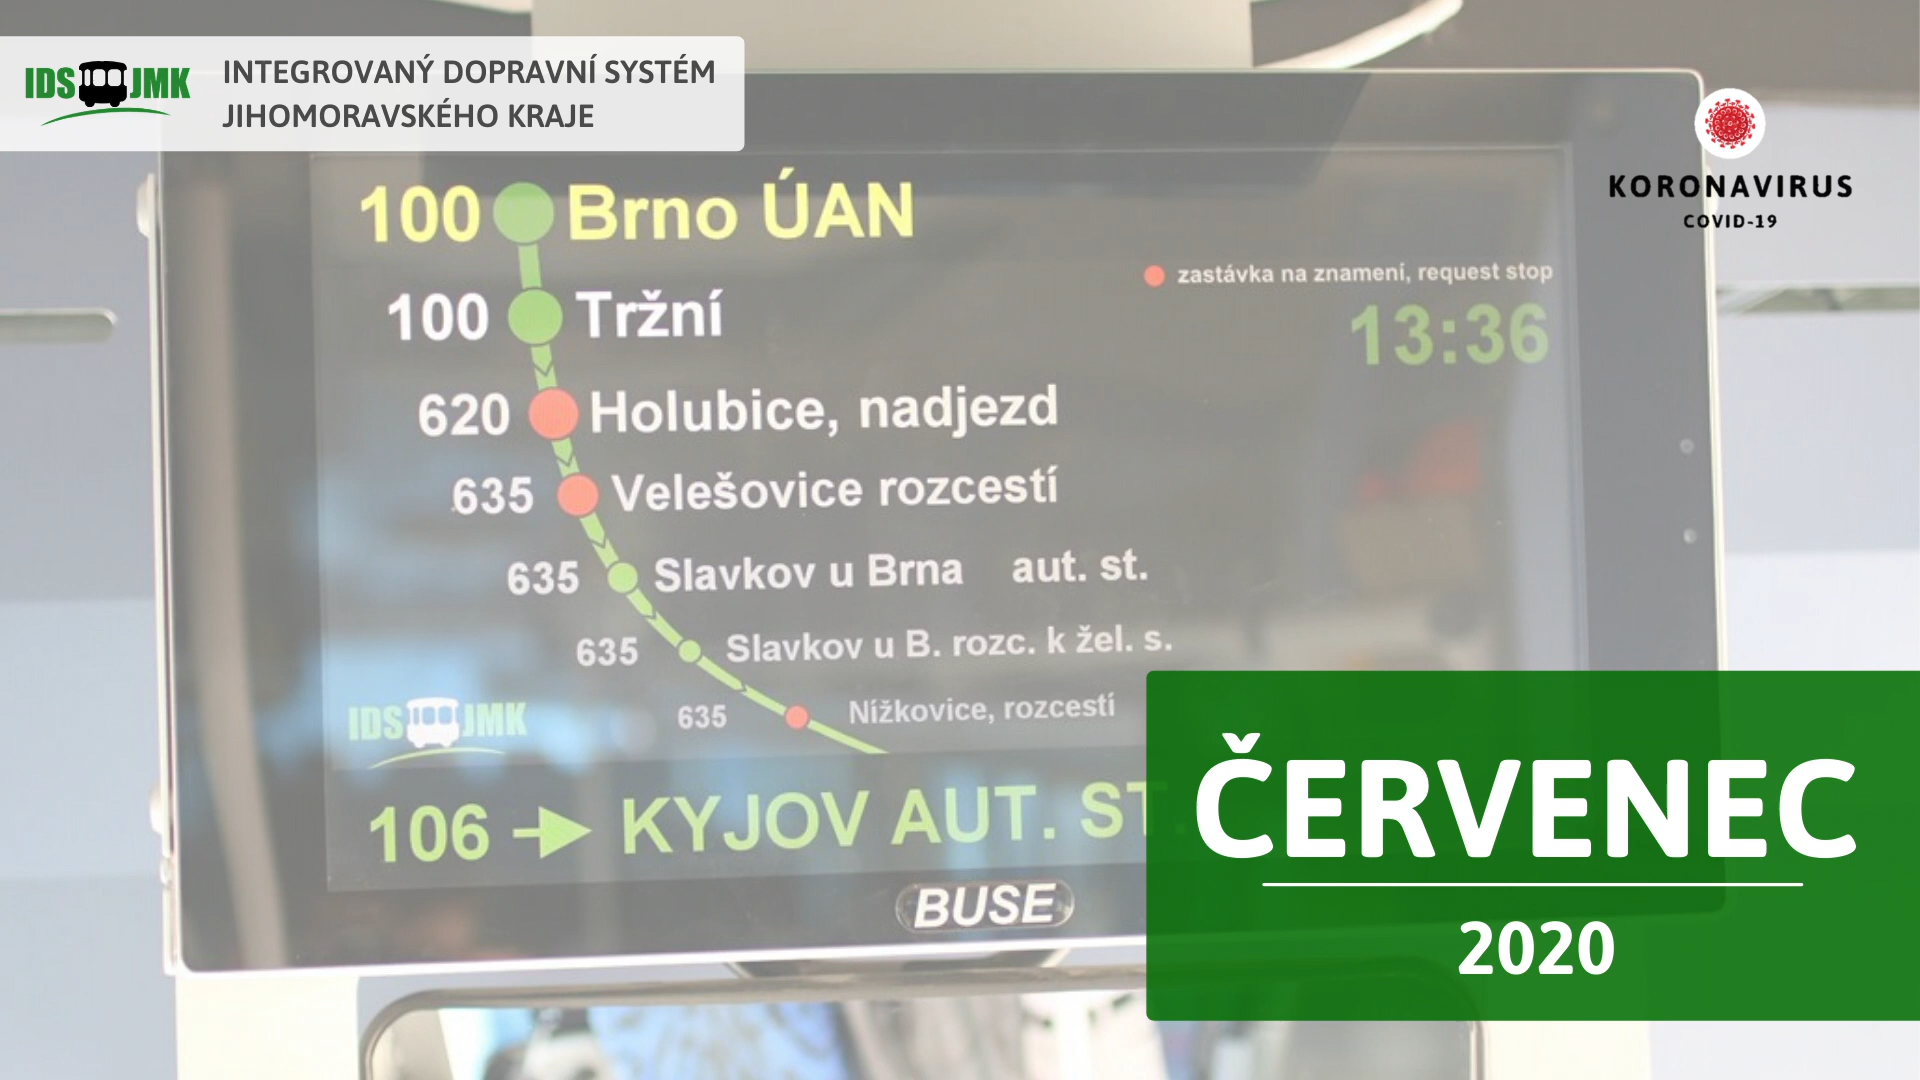 IDS JMK
INTEGROVANÝ DOPRAVNÍ SYSTÉM
JIHOMORAVSKÉHO KRAJE
KORONAVIRUS
COVID-19
100 Brno ÚAN
zastávka na znamení, request stop
13:36
100 Tržní
620 Holubice, nadjezd
635 Velešovice rozcestí
635 Slavkov u Brna aut. st.
635 Slavkov u B. rozc. k žel. s.
635 Nížkovice, rozcestí
IDS JMK
106 → KYJOV AUT. ST.
BUSE
ČERVENEC
2020